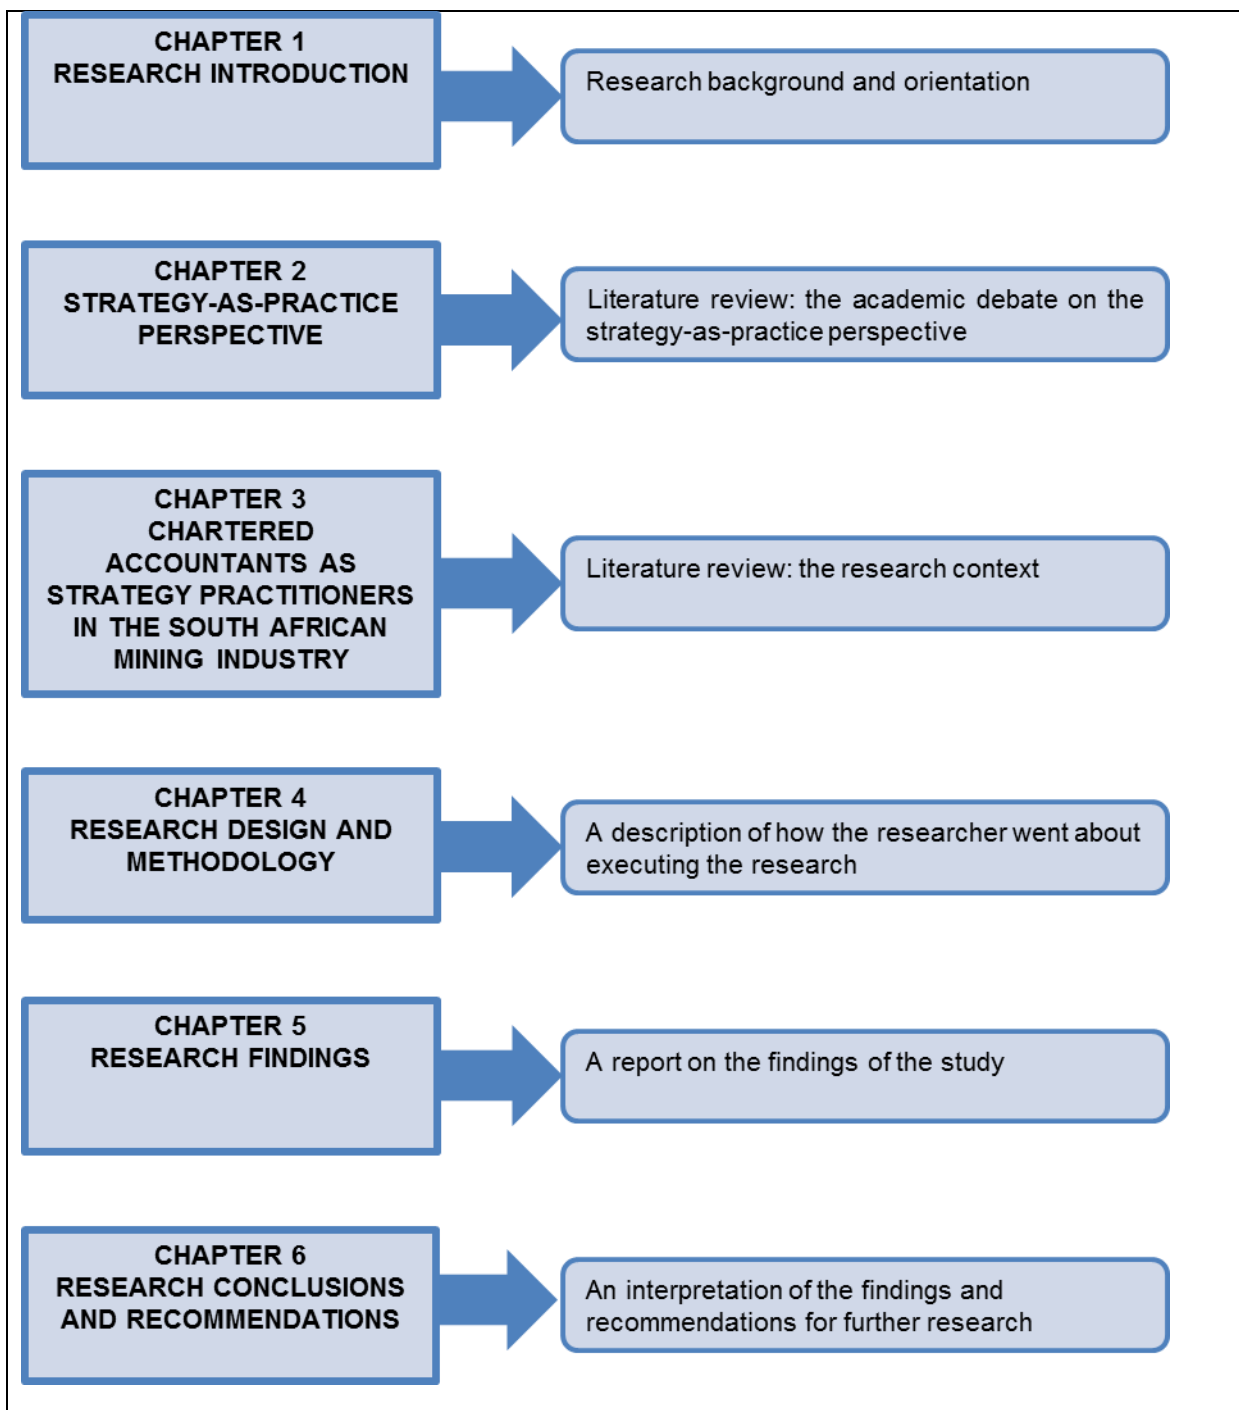 CHAPTER 1
RESEARCH INTRODUCTION
Research background and orientation
CHAPTER 2
STRATEGY-AS-PRACTICE
PERSPECTIVE
Literature review: the academic debate on the
strategy-as-practice perspective
CHAPTER 3
CHARTERED
ACCOUNTANTS AS
STRATEGY PRACTITIONERS
IN THE SOUTH AFRICAN
MINING INDUSTRY
Literature review: the research context
CHAPTER 4
RESEARCH DESIGN AND
METHODOLOGY
A description of how the researcher went about
executing the research
CHAPTER 5
RESEARCH FINDINGS
A report on the findings of the study
CHAPTER 6
RESEARCH CONCLUSIONS
AND RECOMMENDATIONS
An interpretation of the findings and
recommendations for further research